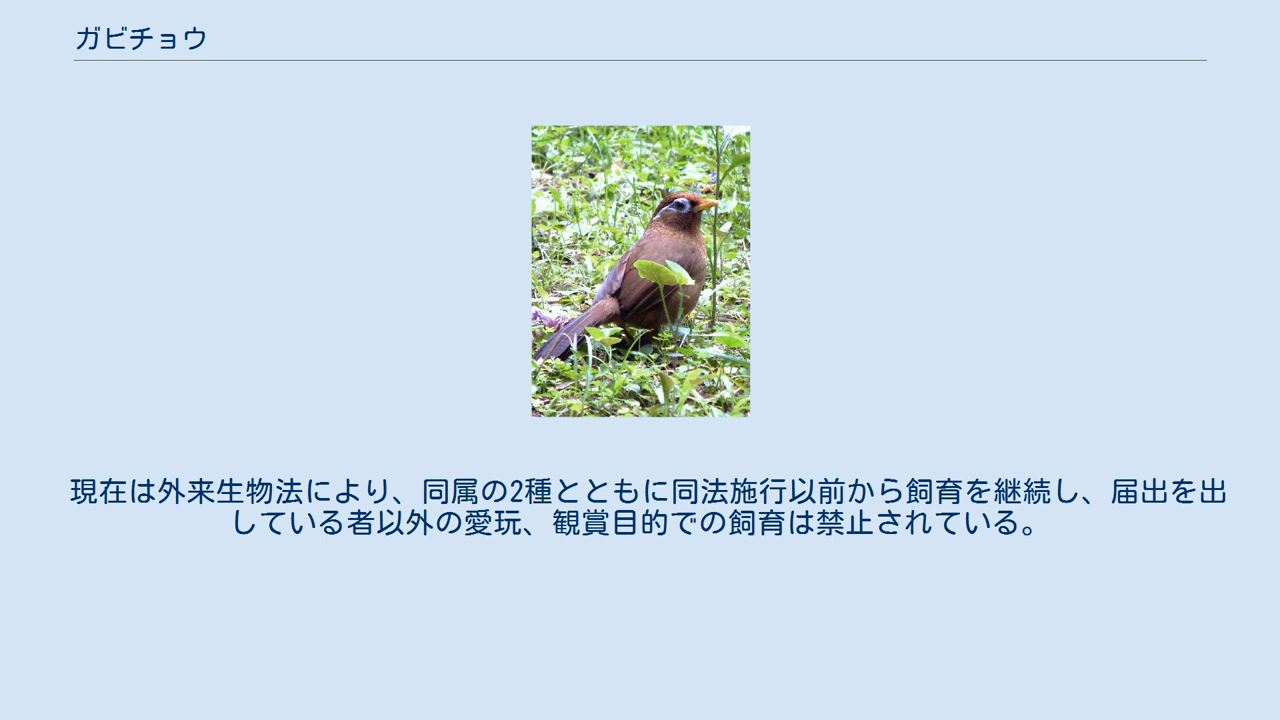 ガビチョウ
現在は外来生物法により、同属の2種とともに同法施行以前から飼育を継続し、届出を出
している者以外の愛玩、観賞目的での飼育は禁止されている。